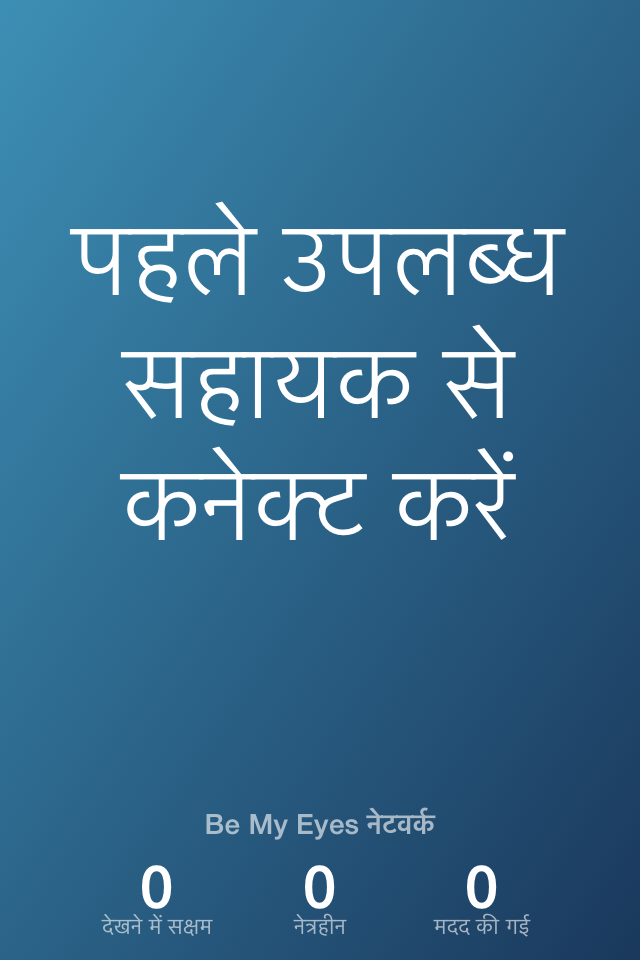 पहले उपलब्ध
सहायक से
कनेक्ट करें
Be My Eyes नेटवर्क
0 0 0
देखने में सक्षम नेत्रहीन मदद की गई